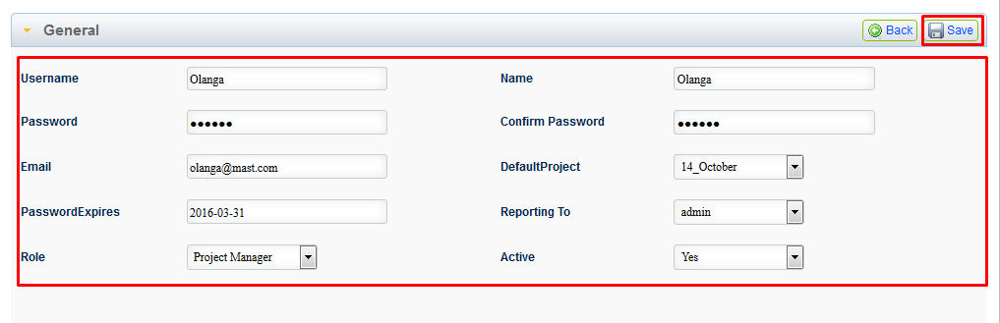 General Back Save
Username Olanga Name Olanga
Password ●●●●●● Confirm Password ●●●●●●
Email olanga@mast.com DefaultProject 14_October
PasswordExpires 2016-03-31 Reporting To admin
Role Project Manager Active Yes